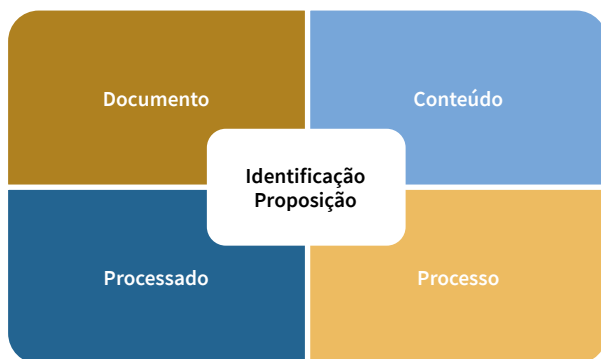 Documento
Conteúdo
Identificação
Proposição
Processado
Processo